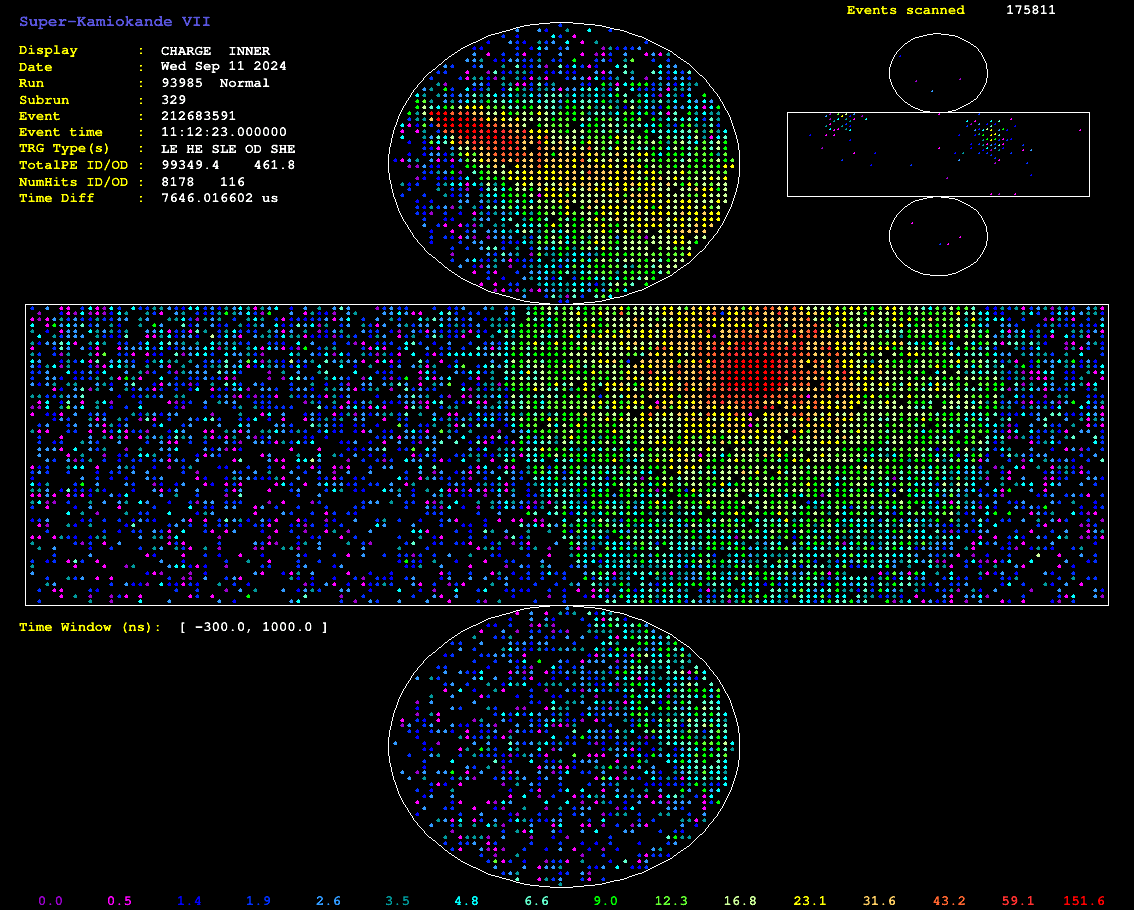 Super-Kamiokande VII
Events scanned 175811
Display : CHARGE INNER
Date : Wed Sep 11 2024
Run : 93985 Normal
Subrun : 329
Event : 212683591
Event time : 11:12:23.000000
TRG Type(s) : LE HE SLE OD SHE
TotalPE ID/OD : 99349.4 461.8
NumHits ID/OD : 8178 116
Time Diff : 7646.016602 us
Time Window (ns): [ -300.0, 1000.0 ]
0.0 0.5 1.4 1.9 2.6 3.5 4.8 6.6 9.0 12.3 16.8 23.1 31.6 43.2 59.1 151.6